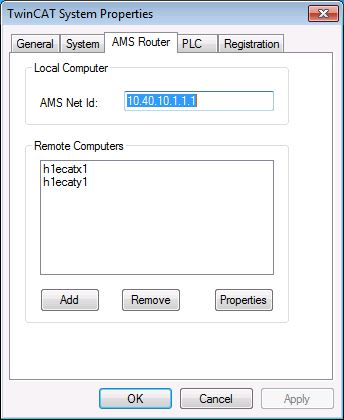 TwinCAT System Properties
General System AMS Router PLC Registration
Local Computer
AMS Net Id: 10.40.10.1.1.1
Remote Computers
h1ecatx1
h1ecaty1
Add Remove Properties
OK Cancel Apply